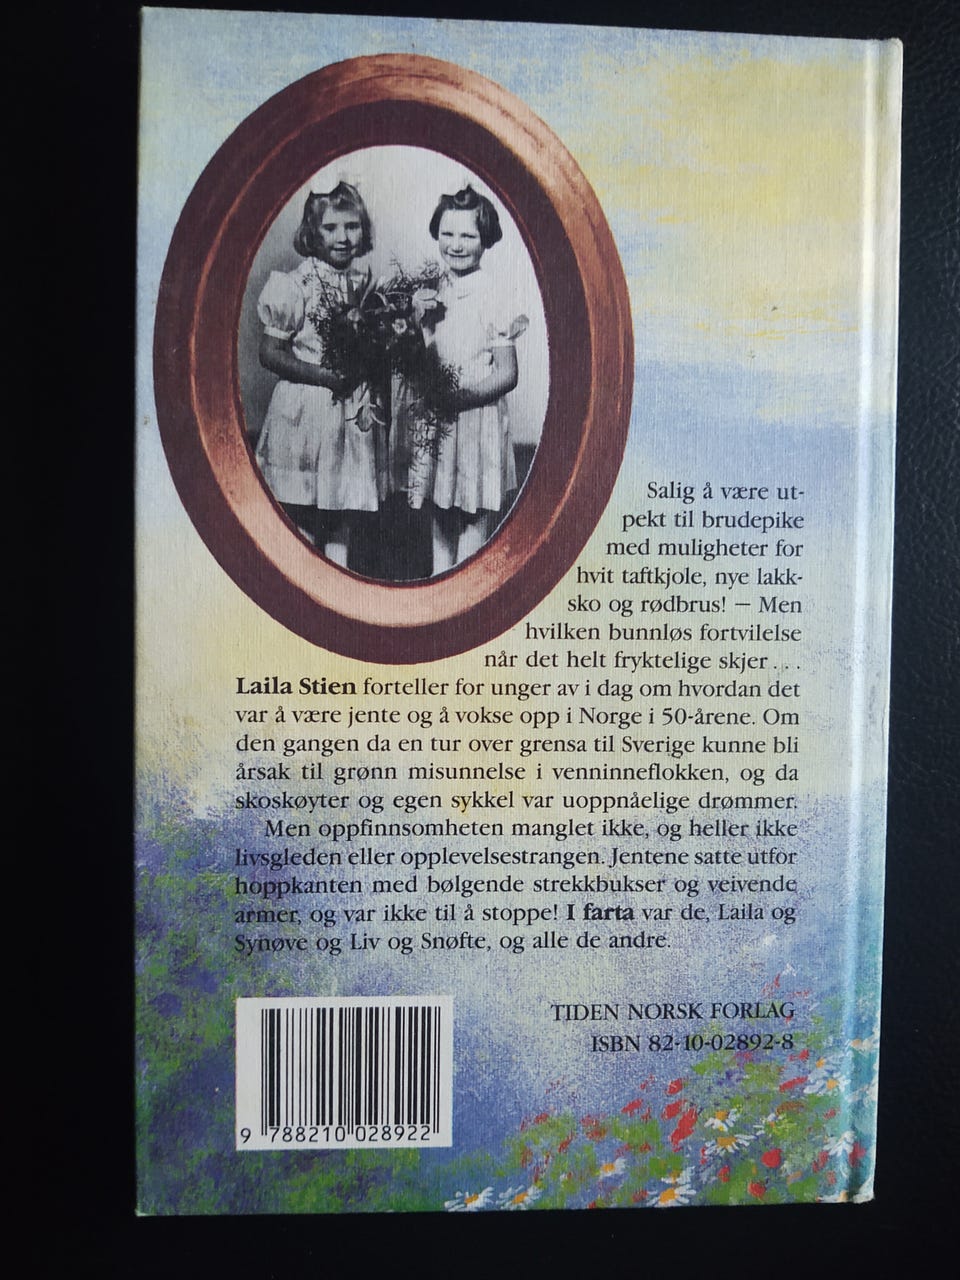 Salig å være ut-
pekt til brudepike
med muligheter for
hvit taftkjole, nye lakk-
sko og rødbrus! — Men
hvilken bunnløs fortvilelse
når det helt fryktelige skjer . . .
Laila Stien forteller for unger av i dag om hvordan det
var å være jente og å vokse opp i Norge i 50-årene. Om
den gangen da en tur over grensa til Sverige kunne bli
årsak til grønn misunnelse i venninneflokken, og da
skoskøyter og egen sykkel var uoppnåelige drømmer.
Men oppfinnsomheten manglet ikke, og heller ikke
livsgleden eller opplevelsestrangen. Jentene satte utfor
hoppkanten med bølgende strekkbukser og veivende
armer, og var ikke til å stoppe! I farta var de, Laila og
Synøve og Liv og Snøfte, og alle de andre.
TIDEN NORSK FORLAG
ISBN 82-10-02892-8
9 788210 028922